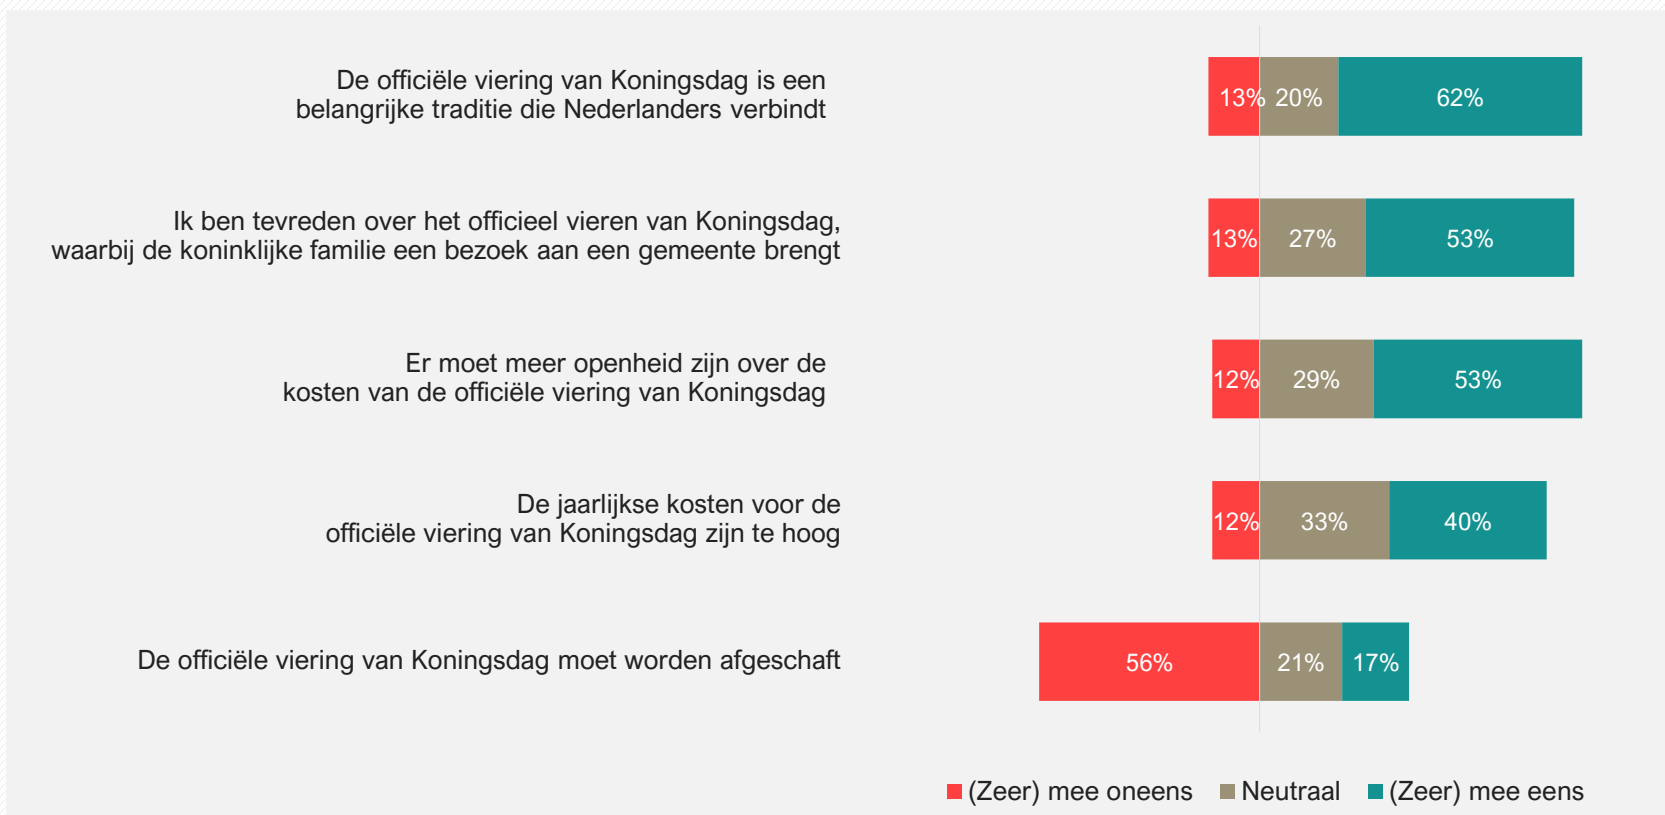 De officiële viering van Koningsdag is een
belangrijke traditie die Nederlanders verbindt
13% 20% 62%
Ik ben tevreden over het officieel vieren van Koningsdag,
waarbij de koninklijke familie een bezoek aan een gemeente brengt
13% 27% 53%
Er moet meer openheid zijn over de
kosten van de officiële viering van Koningsdag
12% 29% 53%
De jaarlijkse kosten voor de
officiële viering van Koningsdag zijn te hoog
12% 33% 40%
De officiële viering van Koningsdag moet worden afgeschaft
56% 21% 17%
(Zeer) mee oneens Neutraal (Zeer) mee eens